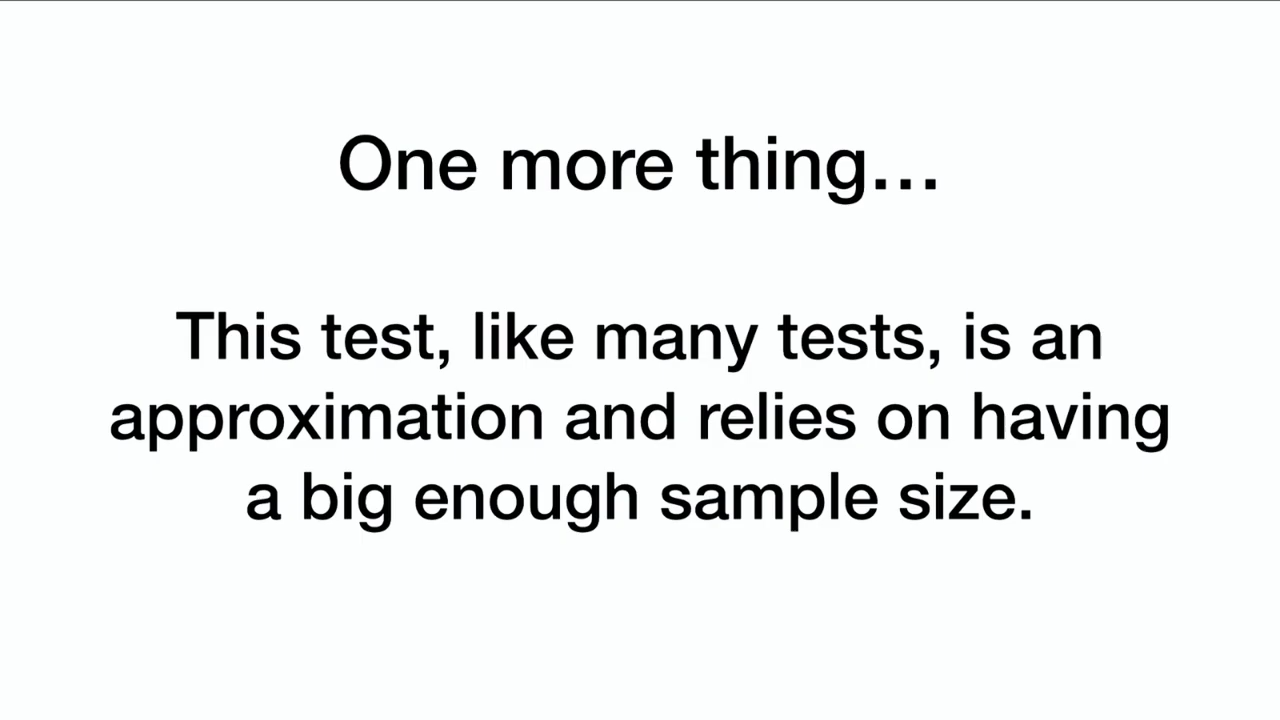 One more thing…
This test, like many tests, is an
approximation and relies on having
a big enough sample size.